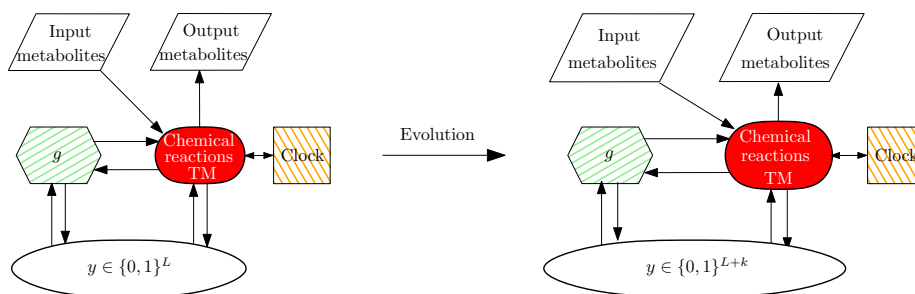 Input
metabolites
Output
metabolites
g
Chemical
reactions
TM
Clock
y ∈ {0, 1}^L
Evolution
Input
metabolites
Output
metabolites
g
Chemical
reactions
TM
Clock
y ∈ {0, 1}^{L+k}